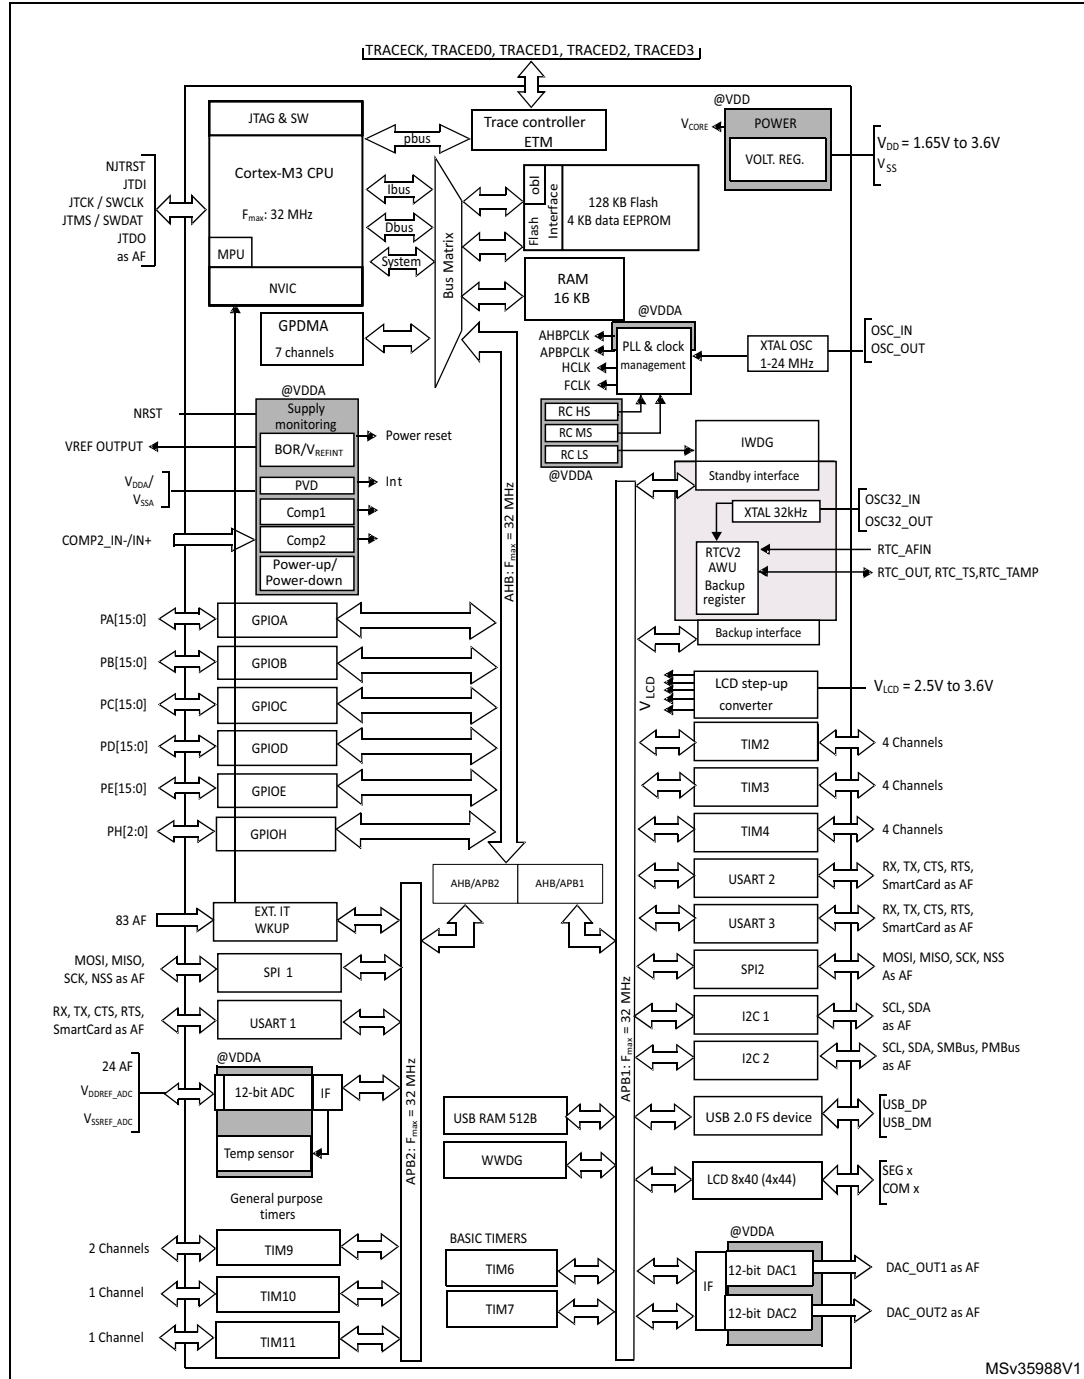 TRACECK, TRACED0, TRACED1, TRACED2, TRACED3
JTAG & SW
Cortex-M3 CPU
Fmax: 32 MHz
MPU
NVIC
NJTRST
JTDI
JTCK / SWCLK
JTMS / SWDAT
JTDO
as AF
pbus
Ibus
Dbus
System
Trace controller
ETM
Bus Matrix
obl
Flash
Interface
128 KB Flash
4 KB data EEPROM
RAM
16 KB
@VDD
VCORE
POWER
VOLT. REG.
VDD = 1.65V to 3.6V
VSS
GPDMA
7 channels
@VDDA
AHBPCLK
APBPCLK
HCLK
FCLK
PLL & clock
management
XTAL OSC
1-24 MHz
OSC_IN
OSC_OUT
RC HS
RC MS
RC LS
@VDDA
@VDDA
Supply
monitoring
NRST
VREF OUTPUT
BOR/VREFINT
Power reset
VDDA/
VSSA
PVD
Int
Comp1
COMP2_IN-/IN+
Comp2
Power-up/
Power-down
IWDG
Standby interface
XTAL 32kHz
OSC32_IN
OSC32_OUT
RTCV2
AWU
Backup
register
RTC_AFIN
RTC_OUT, RTC_TS,RTC_TAMP
Backup interface
AHB: Fmax = 32 MHz
PA[15:0]
GPIOA
PB[15:0]
GPIOB
PC[15:0]
GPIOC
PD[15:0]
GPIOD
PE[15:0]
GPIOE
PH[2:0]
GPIOH
VLCD
LCD step-up
converter
VLCD = 2.5V to 3.6V
TIM2
4 Channels
TIM3
4 Channels
TIM4
4 Channels
AHB/APB2
AHB/APB1
USART 2
RX, TX, CTS, RTS,
SmartCard as AF
USART 3
RX, TX, CTS, RTS,
SmartCard as AF
SPI2
MOSI, MISO, SCK, NSS
As AF
I2C 1
SCL, SDA
as AF
I2C 2
SCL, SDA, SMBus, PMBus
as AF
83 AF
EXT. IT
WKUP
MOSI, MISO,
SCK, NSS as AF
SPI 1
RX, TX, CTS, RTS,
SmartCard as AF
USART 1
@VDDA
24 AF
VDDREF_ADC
VSSREF_ADC
12-bit ADC
IF
Temp sensor
APB2: Fmax = 32 MHz
APB1: Fmax = 32 MHz
USB RAM 512B
WWDG
USB 2.0 FS device
USB_DP
USB_DM
LCD 8x40 (4x44)
SEG x
COM x
General purpose
timers
2 Channels
TIM9
1 Channel
TIM10
1 Channel
TIM11
BASIC TIMERS
TIM6
TIM7
@VDDA
IF
12-bit DAC1
DAC_OUT1 as AF
12-bit DAC2
DAC_OUT2 as AF
MSv35988V1